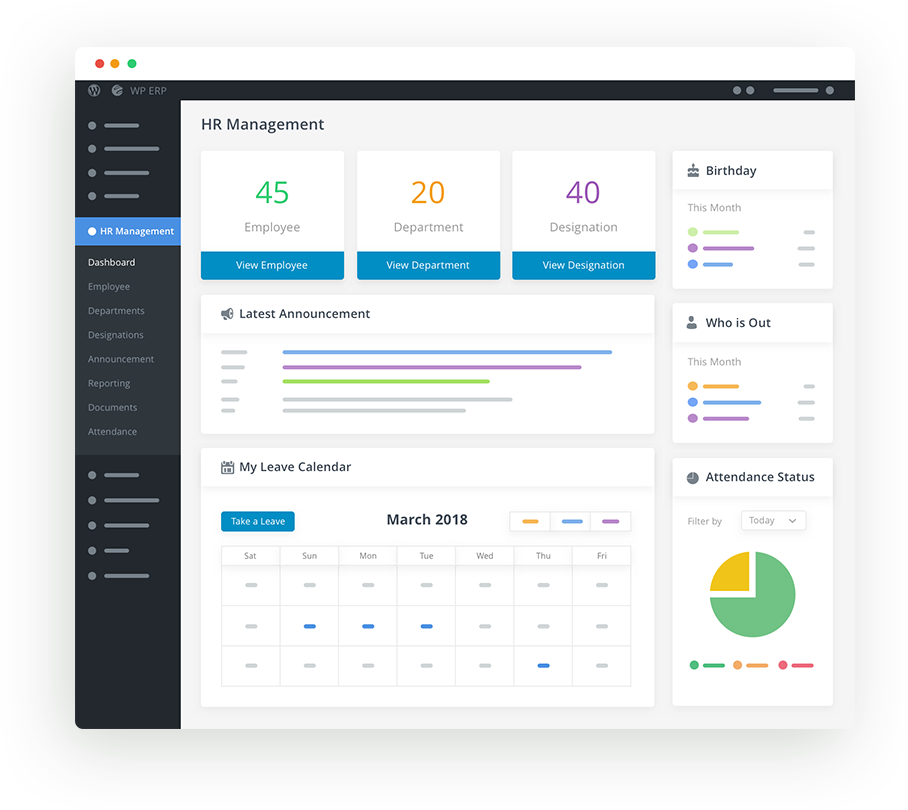 WP ERP
HR Management
Dashboard
Employee
Departments
Designations
Announcement
Reporting
Documents
Attendance
HR Management
45
Employee
View Employee
20
Department
View Department
40
Designation
View Designation
Latest Announcement
My Leave Calendar
Take a Leave
March 2018
Sat Sun Mon Tue Wed Thu Fri
Birthday
This Month
Who is Out
This Month
Attendance Status
Filter by Today